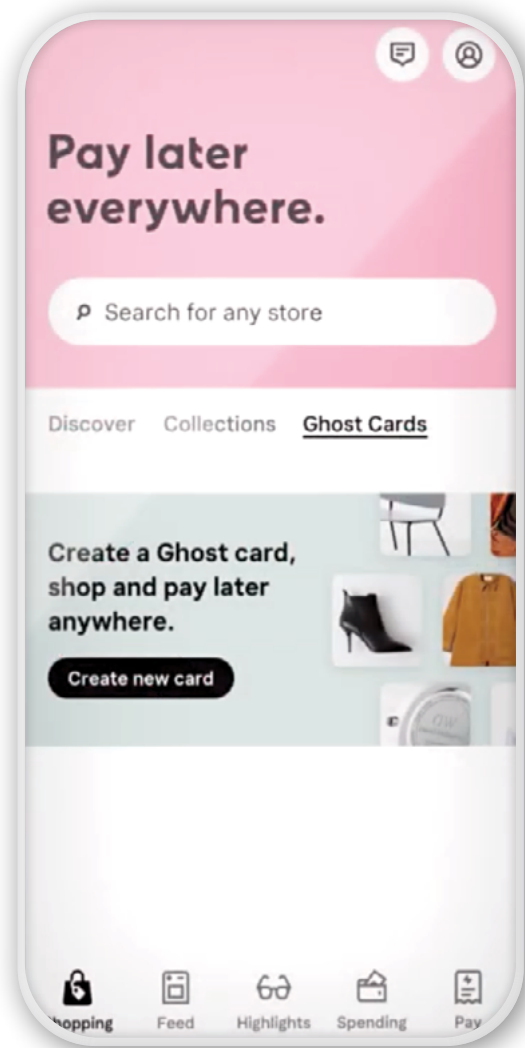 Pay later
everywhere.
Search for any store
Discover Collections Ghost Cards
Create a Ghost card,
shop and pay later
anywhere.
Create new card
hopping Feed Highlights Spending Pay